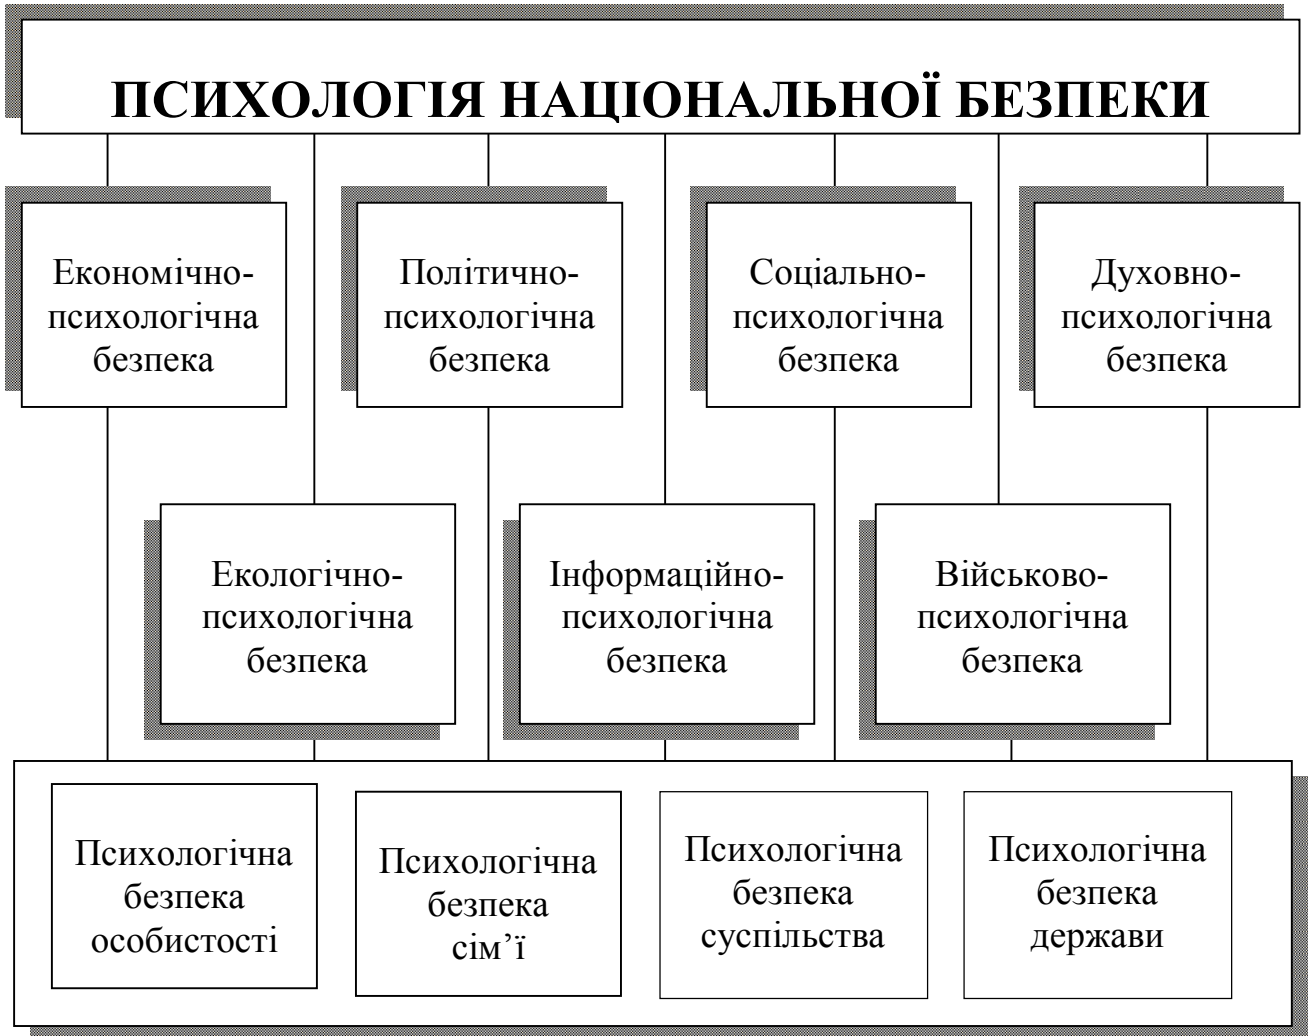 ПСИХОЛОГІЯ НАЦІОНАЛЬНОЇ БЕЗПЕКИ
Економічно-
психологічна
безпека
Політично-
психологічна
безпека
Соціально-
психологічна
безпека
Духовно-
психологічна
безпека
Екологічно-
психологічна
безпека
Інформаційно-
психологічна
безпека
Військово-
психологічна
безпека
Психологічна
безпека
особистості
Психологічна
безпека
сім’ї
Психологічна
безпека
суспільства
Психологічна
безпека
держави